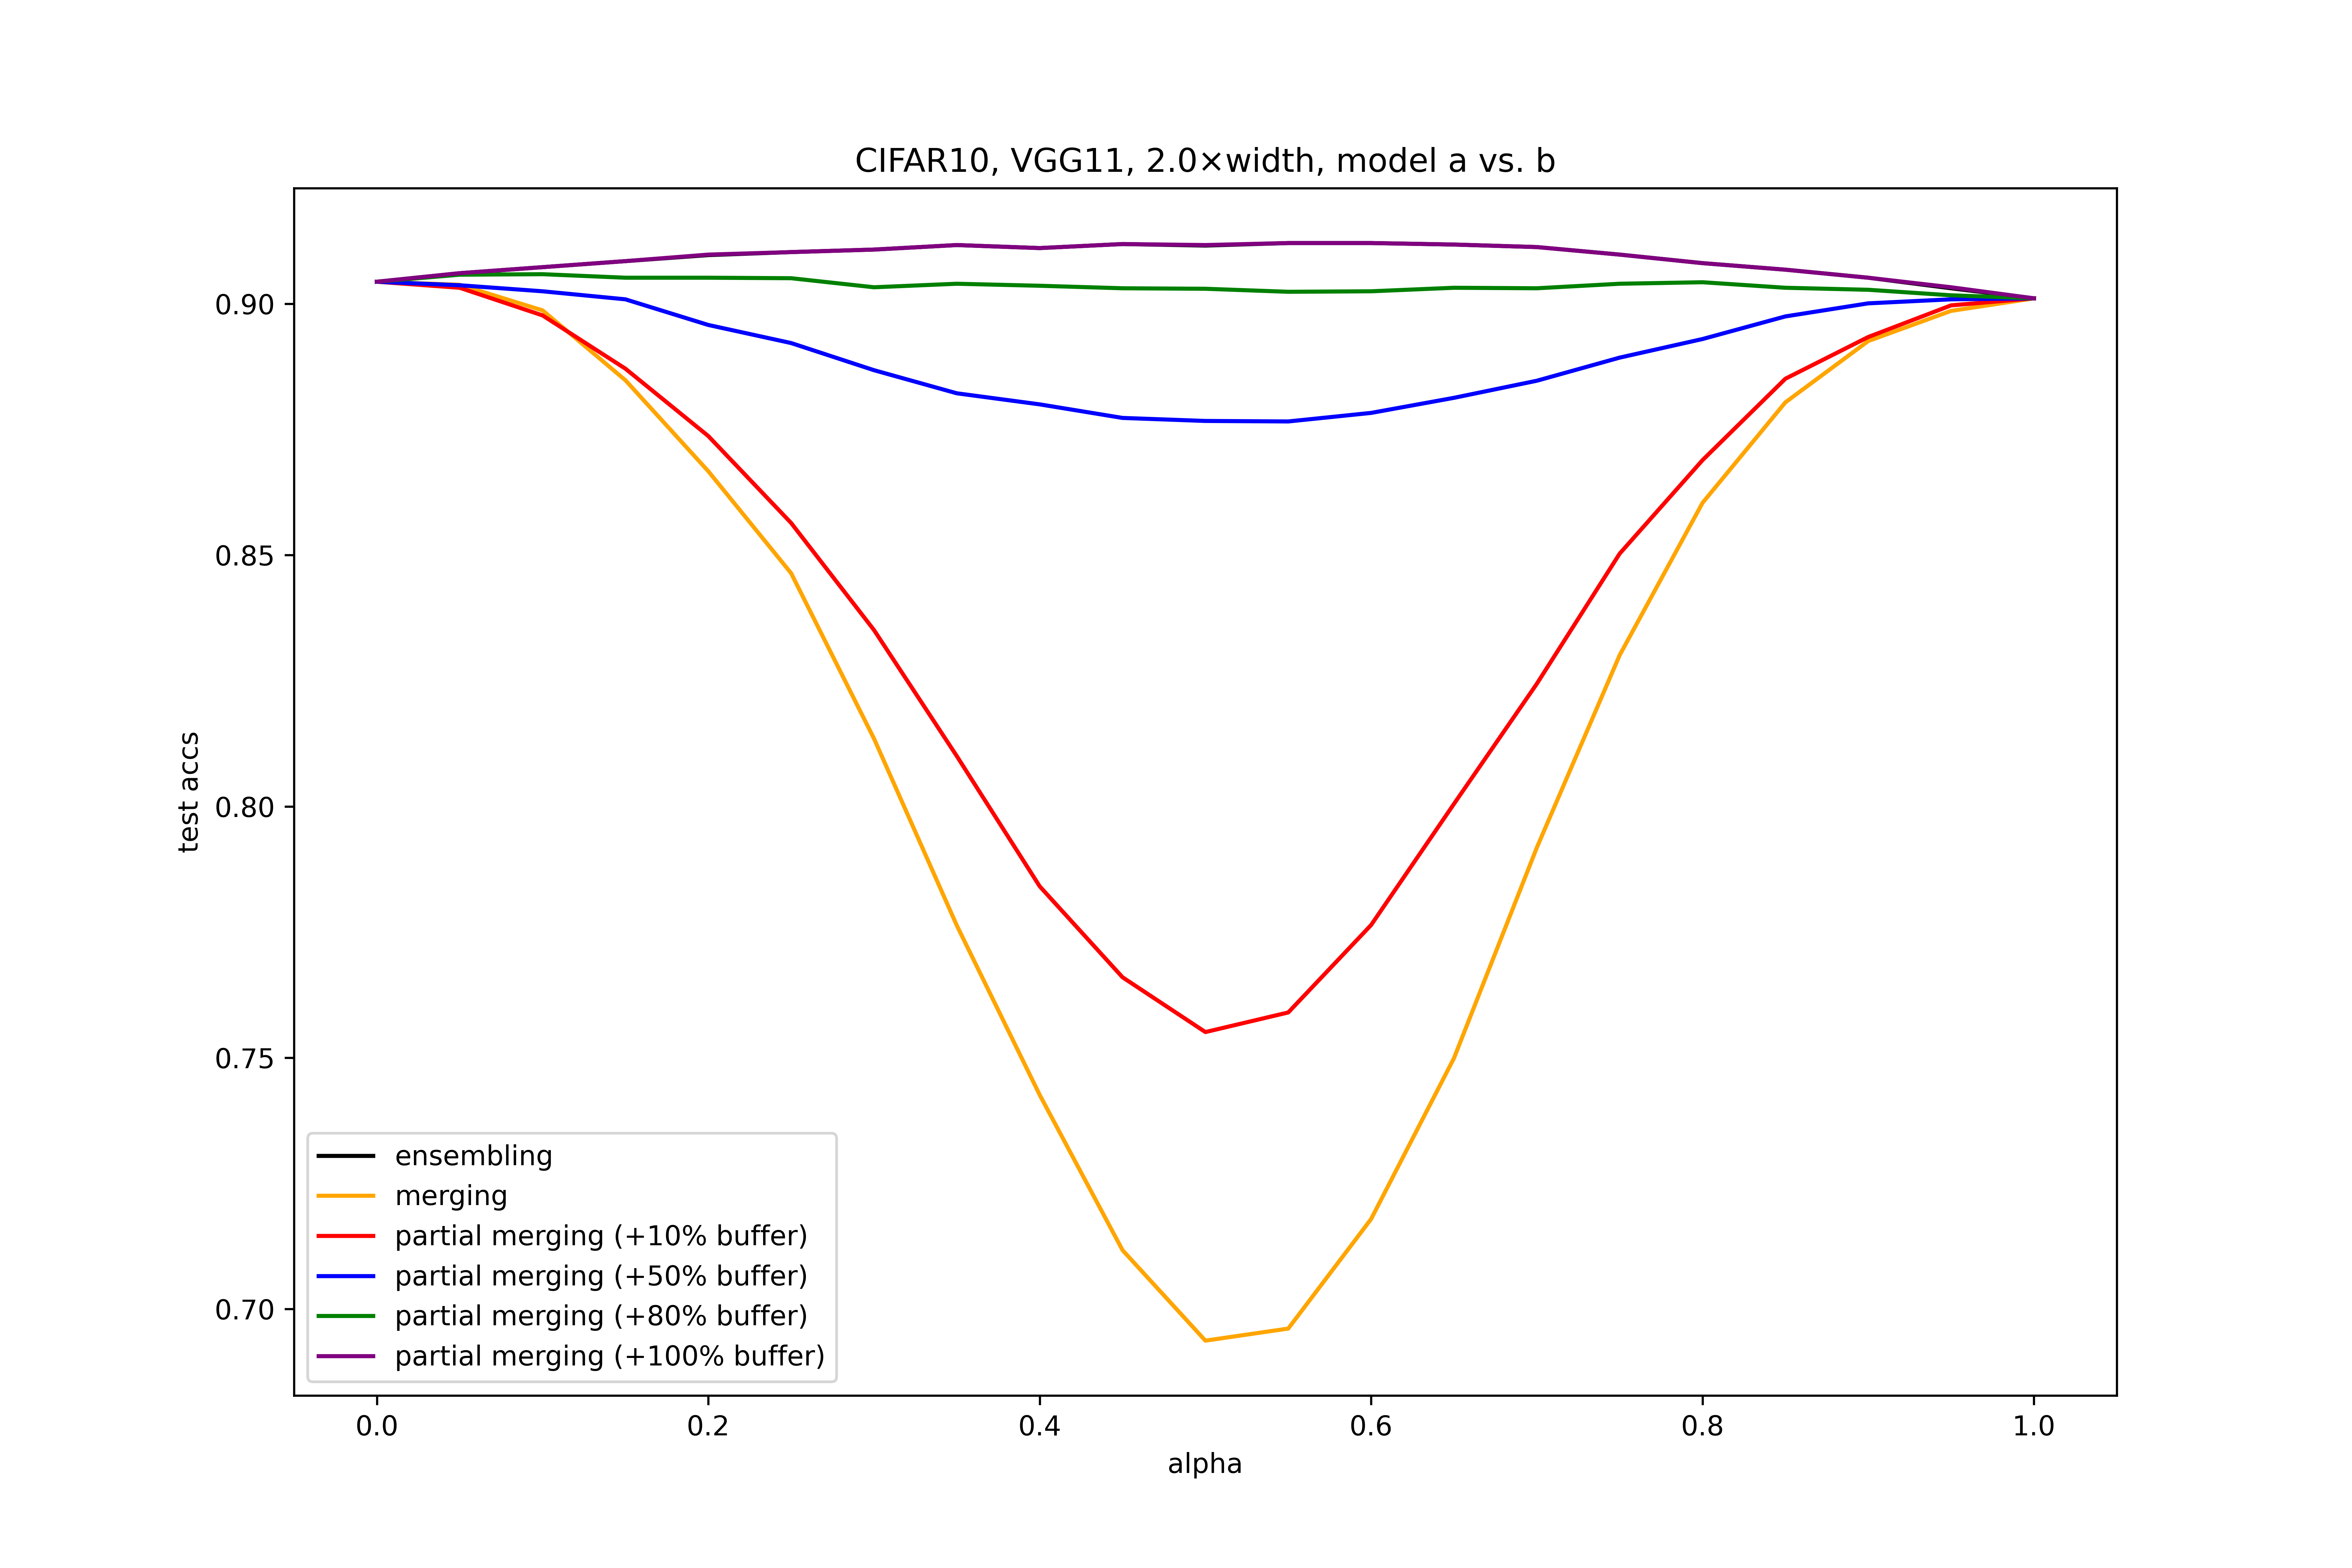 CIFAR10, VGG11, 2.0×width, model a vs. b
0.90
0.85
0.80
0.75
0.70
test accs
ensembling
merging
partial merging (+10% buffer)
partial merging (+50% buffer)
partial merging (+80% buffer)
partial merging (+100% buffer)
0.0 0.2 0.4 0.6 0.8 1.0
alpha